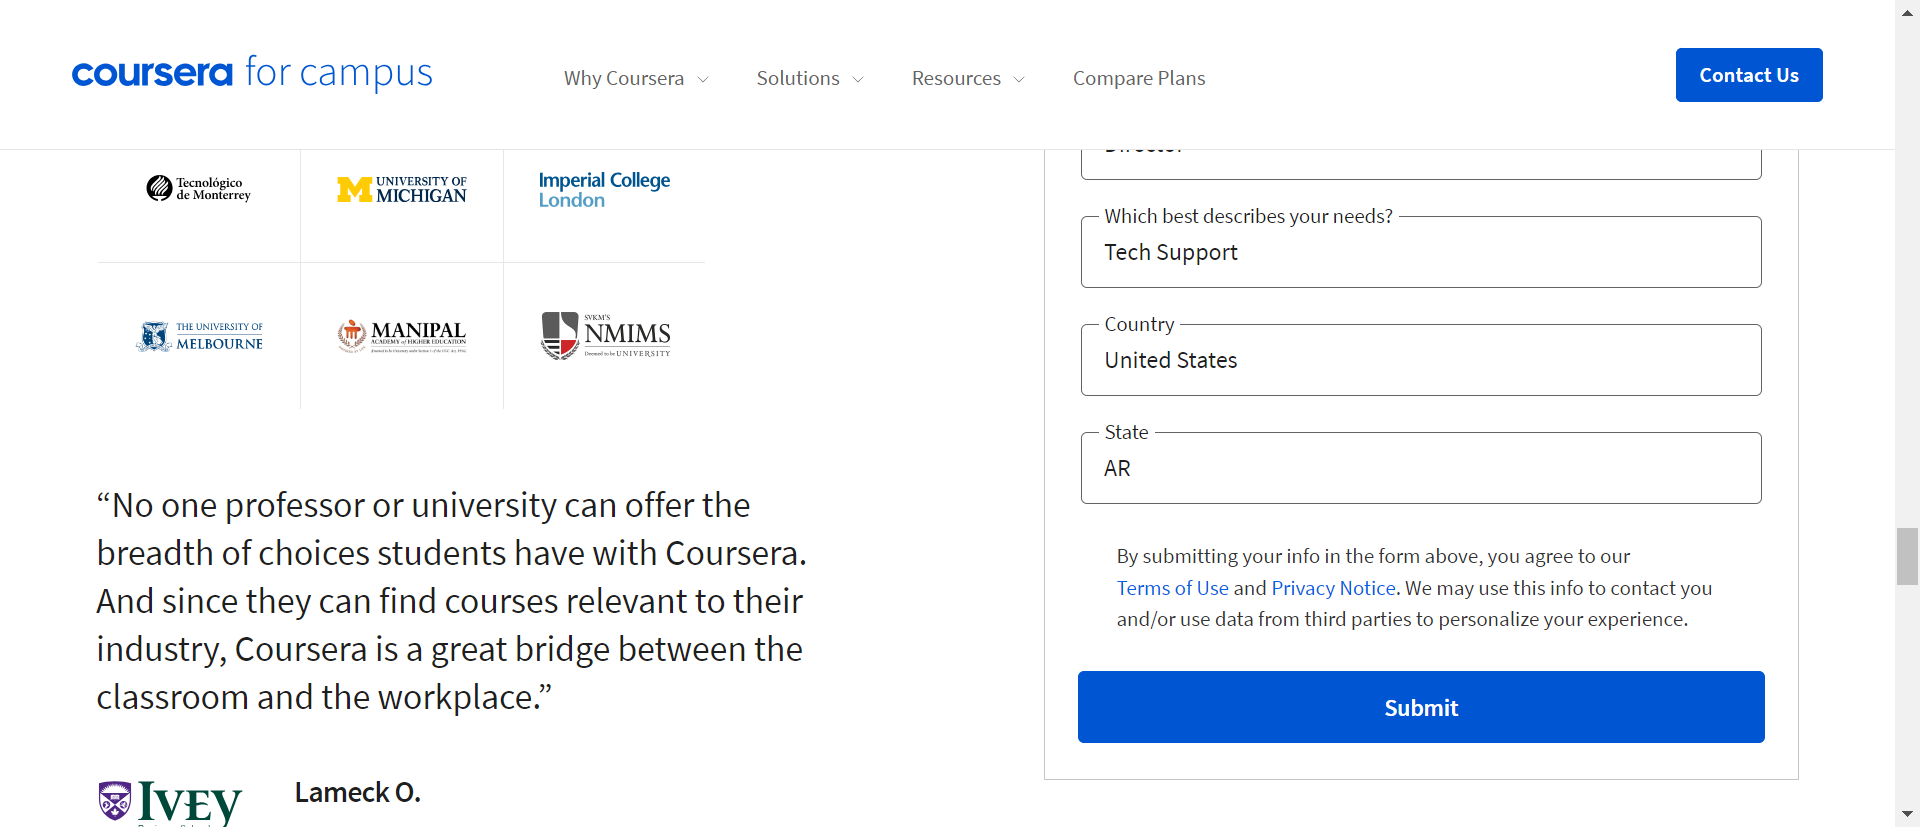 coursera for campus
Why Coursera
Solutions
Resources
Compare Plans
Contact Us
Tecnológico
de Monterrey
UNIVERSITY OF
MICHIGAN
Imperial College
London
THE UNIVERSITY OF
MELBOURNE
MANIPAL
ACADEMY of HIGHER EDUCATION
SVKM'S
NMIMS
Deemed to be UNIVERSITY
“No one professor or university can offer the
breadth of choices students have with Coursera.
And since they can find courses relevant to their
industry, Coursera is a great bridge between the
classroom and the workplace.”
IVEY
Lameck O.
Director
Which best describes your needs?
Tech Support
Country
United States
State
AR
By submitting your info in the form above, you agree to our
Terms of Use and Privacy Notice. We may use this info to contact you
and/or use data from third parties to personalize your experience.
Submit